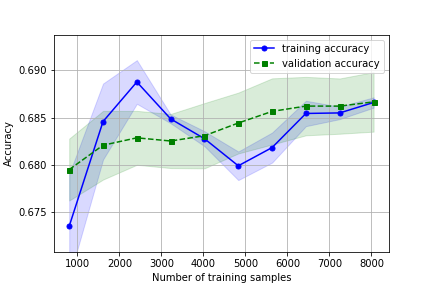 training accuracy
validation accuracy
0.690
0.685
0.680
0.675
Accuracy
1000 2000 3000 4000 5000 6000 7000 8000
Number of training samples